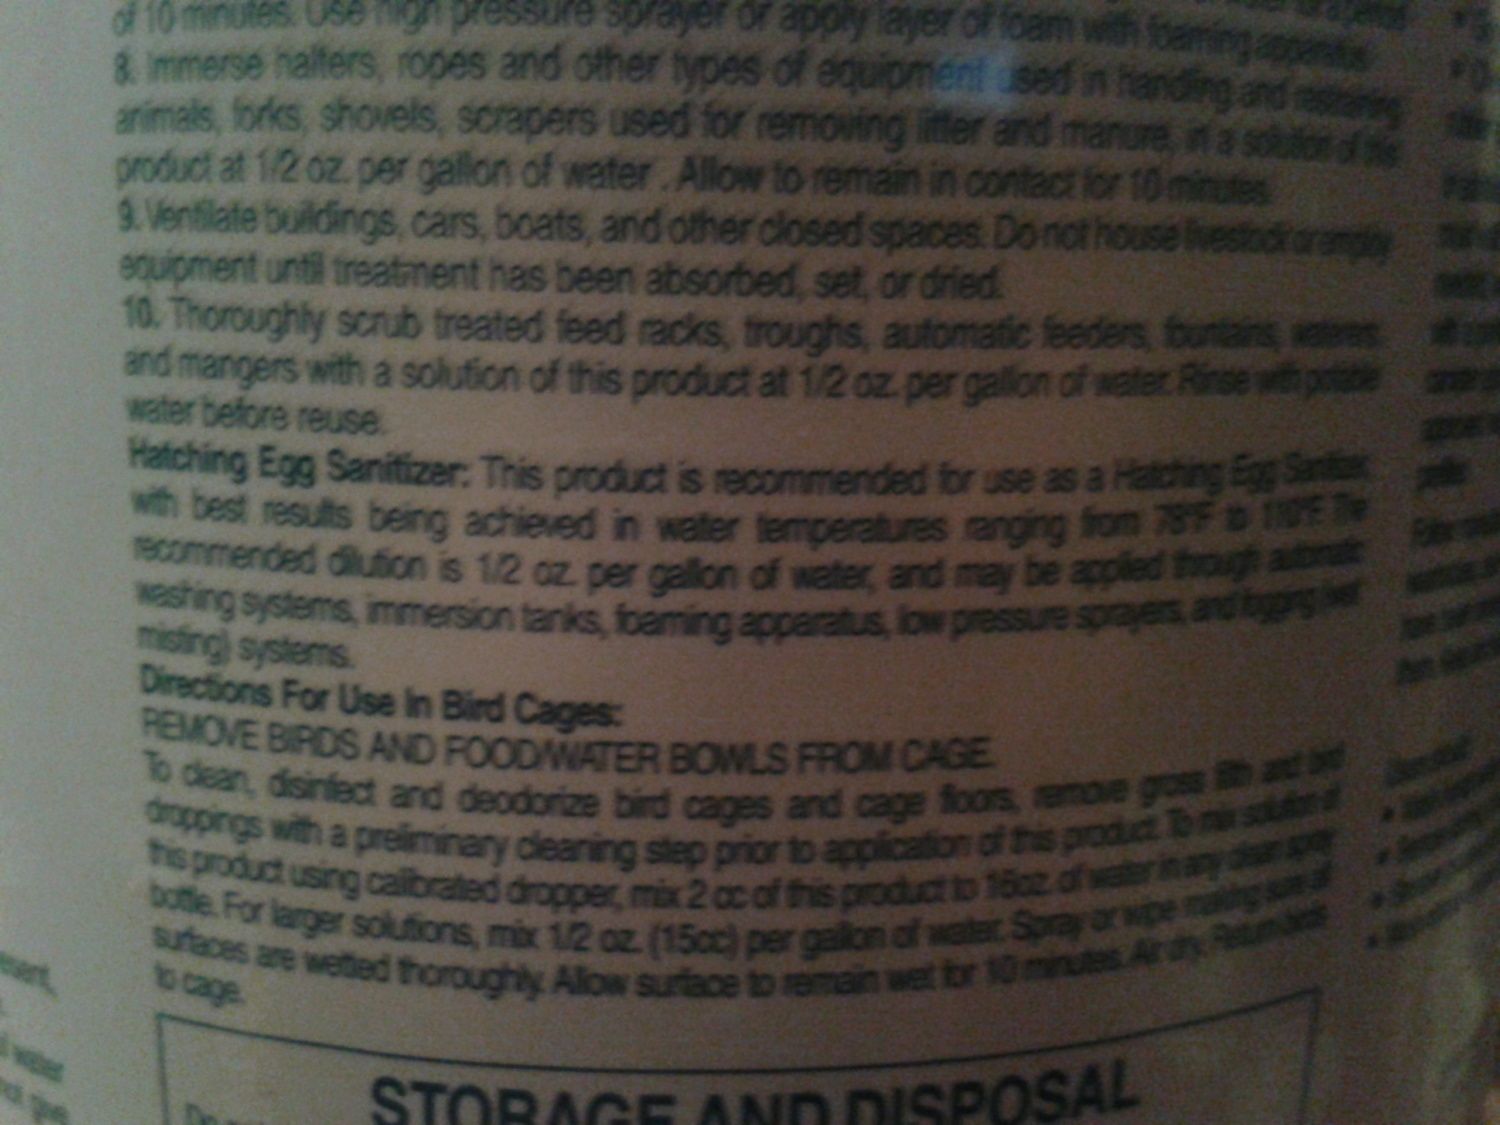 of 10 minutes. Use high pressure sprayer or apply layer of foam with foaming apparatus.
8. Immerse halters, ropes and other types of equipment used in handling and restraining
animals, forks, shovels, scrapers used for removing litter and manure, in a solution of this
product at 1/2 oz. per gallon of water . Allow to remain in contact for 10 minutes.
9. Ventilate buildings, cars, boats, and other closed spaces. Do not house livestock or employ
equipment until treatment has been absorbed, set, or dried.
10. Thoroughly scrub treated feed racks, troughs, automatic feeders, fountains, waterers
and mangers with a solution of this product at 1/2 oz. per gallon of water. Rinse with potable
water before reuse.
Hatching Egg Sanitizer: This product is recommended for use as a Hatching Egg Sanitizer
with best results being achieved in water temperatures ranging from 78°F to 110°F. The
recommended dilution is 1/2 oz. per gallon of water, and may be applied through automatic
washing systems, immersion tanks, foaming apparatus, low pressure sprayers, and fogging (wet
misting) systems.
Directions For Use In Bird Cages:
REMOVE BIRDS AND FOOD/WATER BOWLS FROM CAGE.
To clean, disinfect and deodorize bird cages and cage floors, remove gross filth and bird
droppings with a preliminary cleaning step prior to application of this product. To mix solution of
this product using calibrated dropper, mix 2 cc of this product to 16oz. of water in any clean spray
bottle. For larger solutions, mix 1/2 oz. (15cc) per gallon of water. Spray or wipe making sure all
surfaces are wetted thoroughly. Allow surface to remain wet for 10 minutes. Air dry. Return birds
to cage.
STORAGE AND DISPOSAL